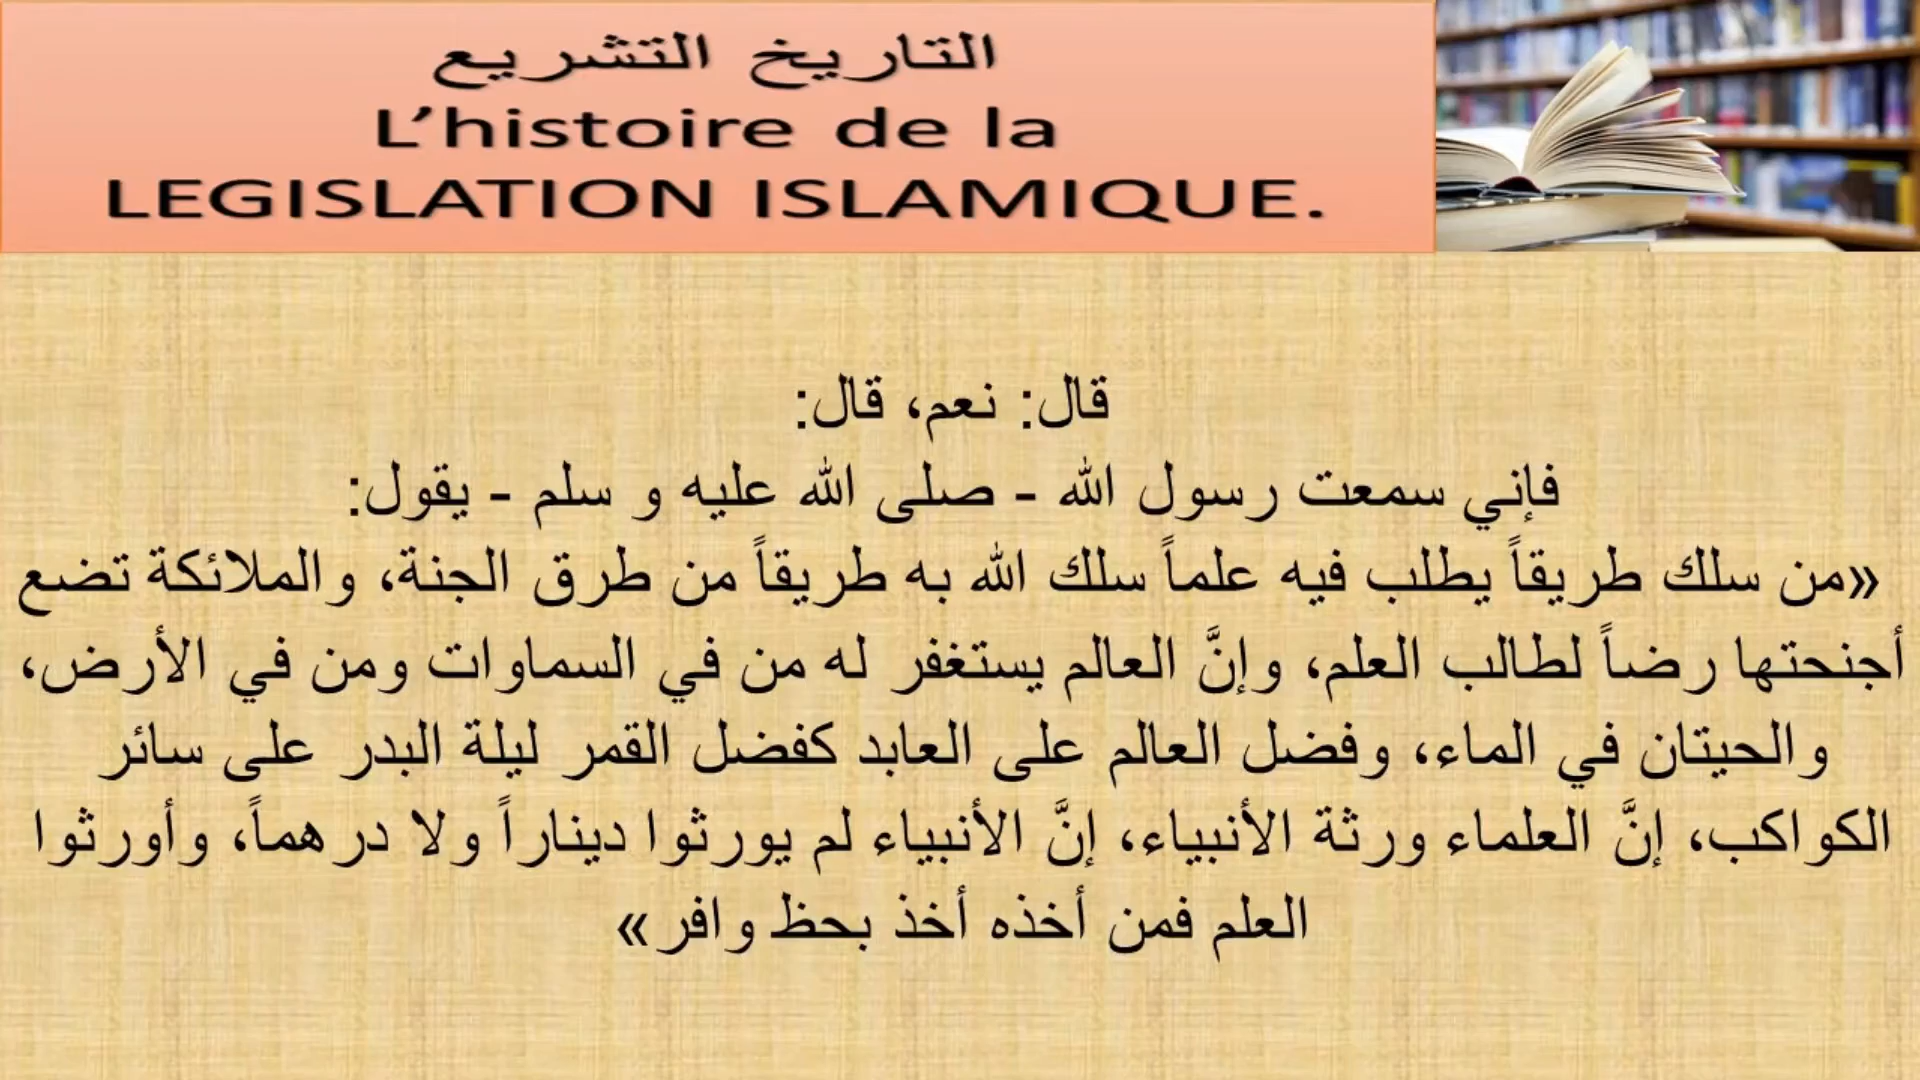 التاريخ التشريع
L’histoire de la
LEGISLATION ISLAMIQUE.
قال: نعم، قال:
فإني سمعت رسول الله - صلى الله عليه و سلم - يقول:
«من سلك طريقاً يطلب فيه علماً سلك الله به طريقاً من طرق الجنة، والملائكة تضع
أجنحتها رضاً لطالب العلم، وإنَّ العالم يستغفر له من في السماوات ومن في الأرض،
والحيتان في الماء، وفضل العالم على العابد كفضل القمر ليلة البدر على سائر
الكواكب، إنَّ العلماء ورثة الأنبياء، إنَّ الأنبياء لم يورثوا ديناراً ولا درهماً، وأورثوا
العلم فمن أخذه أخذ بحظ وافر»